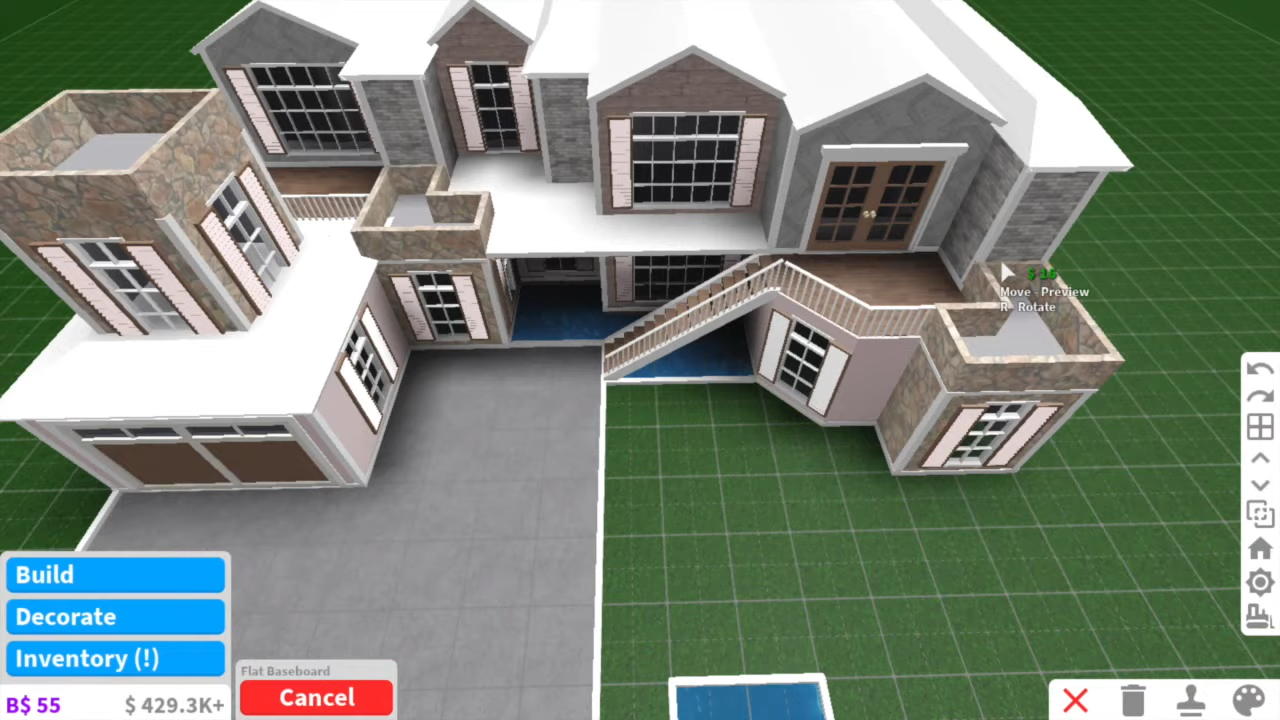 $ 16
Move - Preview
R - Rotate
Build
Decorate
Inventory (!)
B$ 55
$ 429.3K+
Flat Baseboard
Cancel